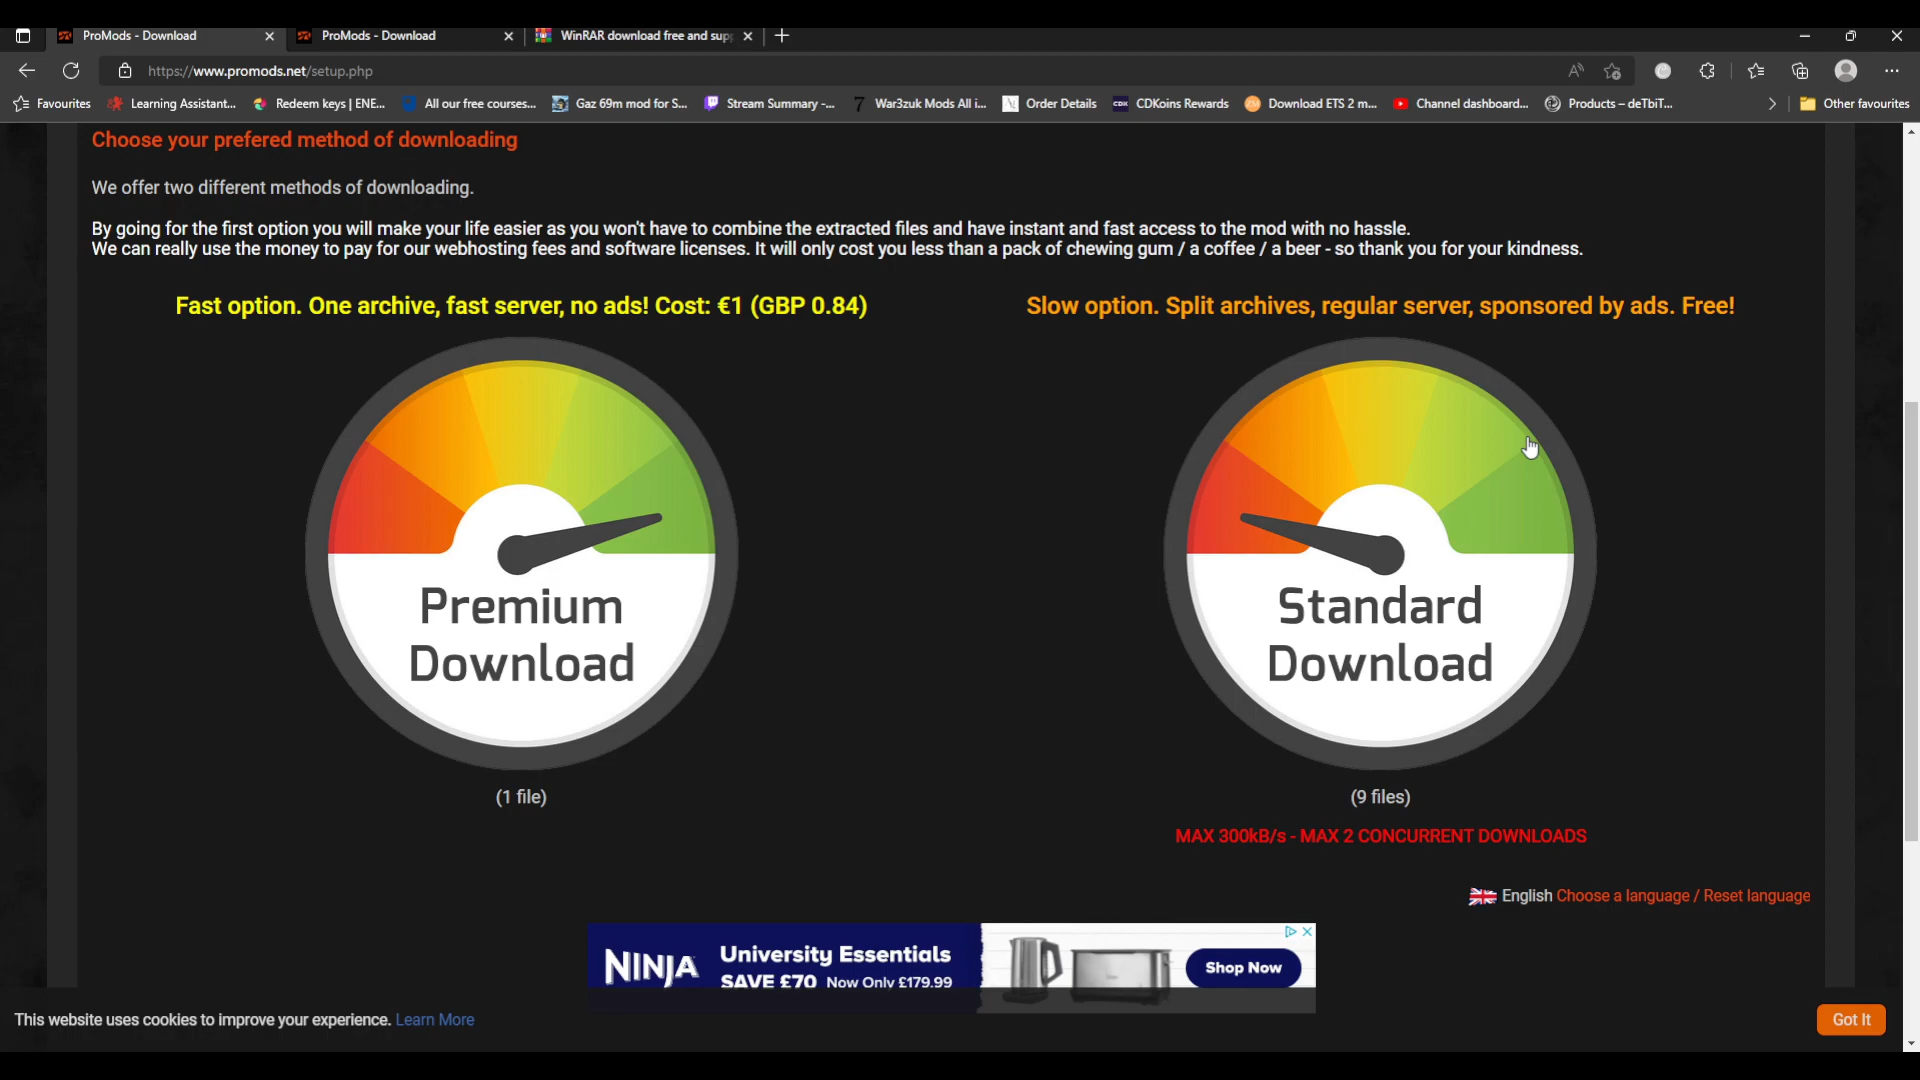 ProMods - Download
ProMods - Download
WinRAR download free and sup
https://www.promods.net/setup.php
Favourites
Learning Assistant...
Redeem keys | ENE...
All our free courses...
Gaz 69m mod for S...
Stream Summary -...
War3zuk Mods All i...
Order Details
CDKoins Rewards
Download ETS 2 m...
Channel dashboard...
Products – deTbiT...
Other favourites
Choose your prefered method of downloading
We offer two different methods of downloading.
By going for the first option you will make your life easier as you won't have to combine the extracted files and have instant and fast access to the mod with no hassle.
We can really use the money to pay for our webhosting fees and software licenses. It will only cost you less than a pack of chewing gum / a coffee / a beer - so thank you for your kindness.
Fast option. One archive, fast server, no ads! Cost: €1 (GBP 0.84)
Slow option. Split archives, regular server, sponsored by ads. Free!
Premium
Download
Standard
Download
(1 file)
(9 files)
MAX 300kB/s - MAX 2 CONCURRENT DOWNLOADS
English Choose a language / Reset language
NINJA
University Essentials
SAVE £70 Now Only £179.99
Shop Now
This website uses cookies to improve your experience. Learn More
Got It